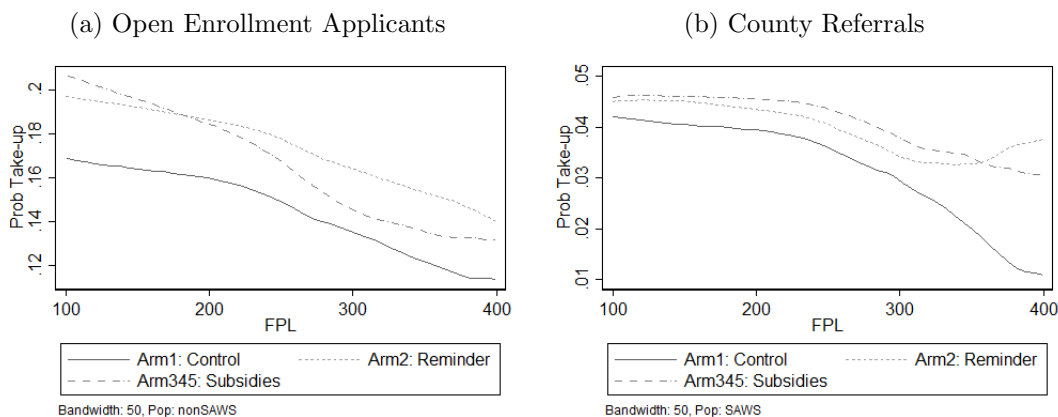 (a) Open Enrollment Applicants
Prob Take-up
.12 .14 .16 .18 .2
100 200 300 400
FPL
Arm1: Control Arm2: Reminder
Arm345: Subsidies
Bandwidth: 50, Pop: nonSAWS
(b) County Referrals
Prob Take-up
.01 .02 .03 .04 .05
100 200 300 400
FPL
Arm1: Control Arm2: Reminder
Arm345: Subsidies
Bandwidth: 50, Pop: SAWS